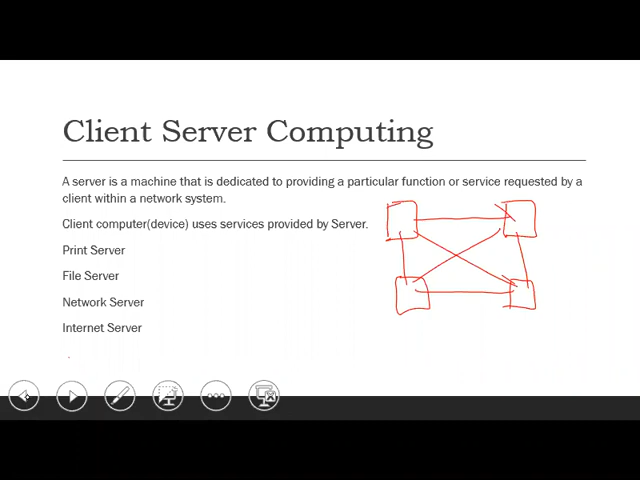 Client Server Computing
A server is a machine that is dedicated to providing a particular function or service requested by a
client within a network system.
Client computer(device) uses services provided by Server.
Print Server
File Server
Network Server
Internet Server